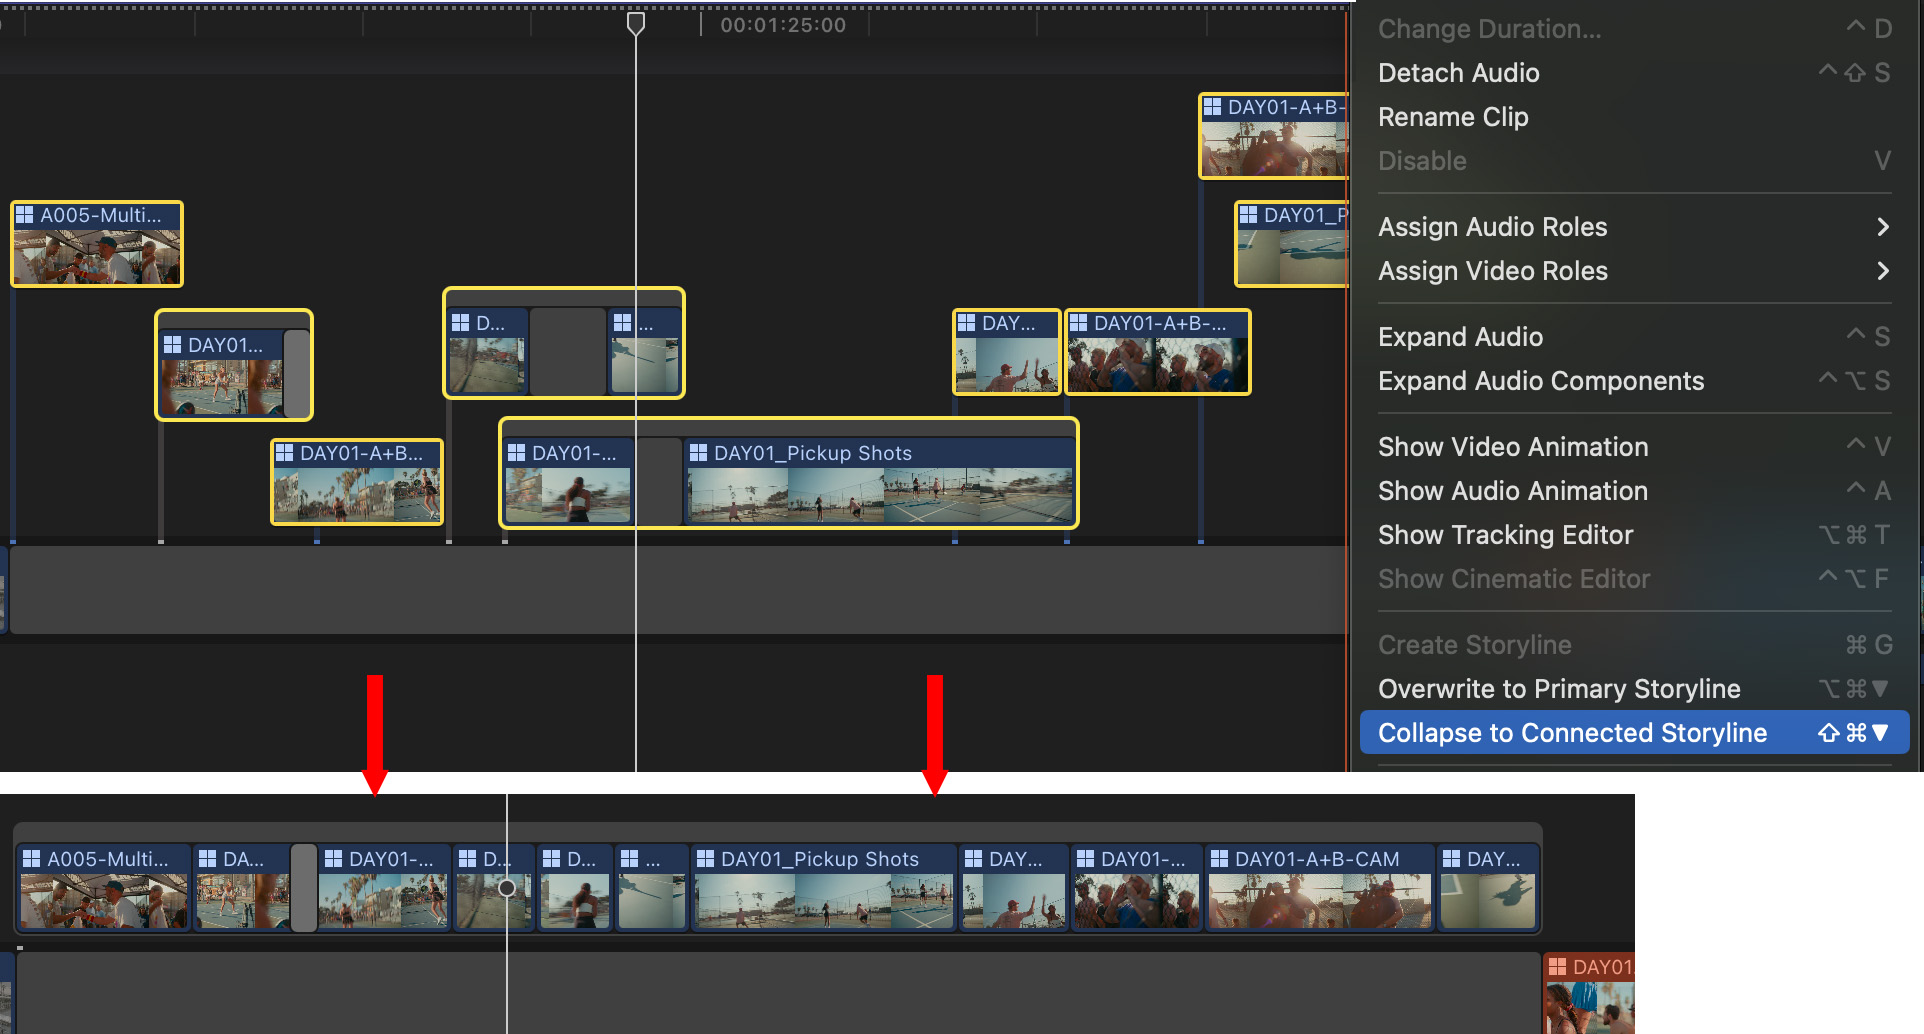 00:01:25:00
DAY01-A+B-
A005-Multi...
DAY01_P
D...
...
DAY...
DAY01-A+B-...
DAY01...
DAY01-A+B...
DAY01-...
DAY01_Pickup Shots
Change Duration... ⌃ D
Detach Audio ⌃⇧ S
Rename Clip
Disable V
Assign Audio Roles
Assign Video Roles
Expand Audio ⌃ S
Expand Audio Components ⌃⌥ S
Show Video Animation ⌃ V
Show Audio Animation ⌃ A
Show Tracking Editor ⌥⌘ T
Show Cinematic Editor ⌃⌥ F
Create Storyline ⌘ G
Overwrite to Primary Storyline ⌥⌘▼
Collapse to Connected Storyline ⇧⌘▼
A005-Multi...
DA...
DAY01-...
D...
D...
...
DAY01_Pickup Shots
DAY...
DAY01-...
DAY01-A+B-CAM
DAY...
DAY01